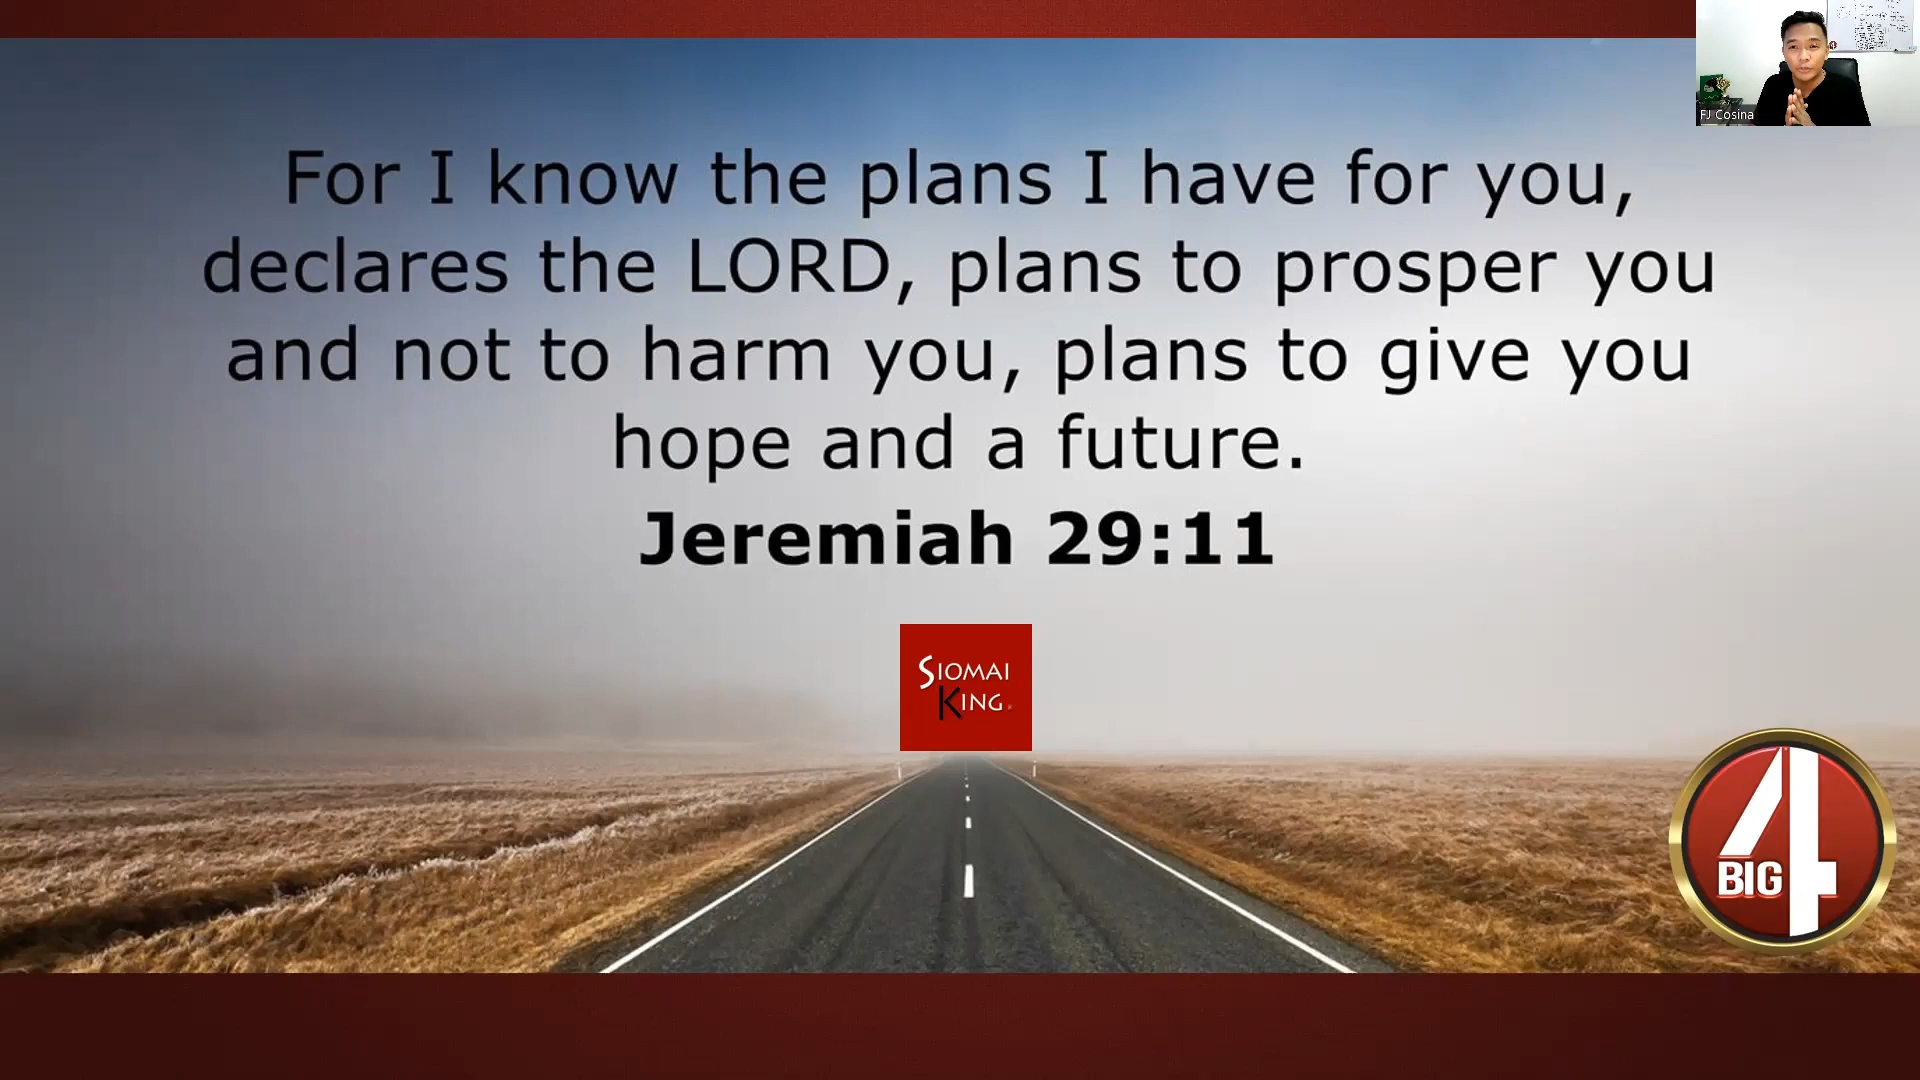 For I know the plans I have for you,
declares the LORD, plans to prosper you
and not to harm you, plans to give you
hope and a future.
Jeremiah 29:11
SIOMAI
KING
BIG 4
FJ Cosina